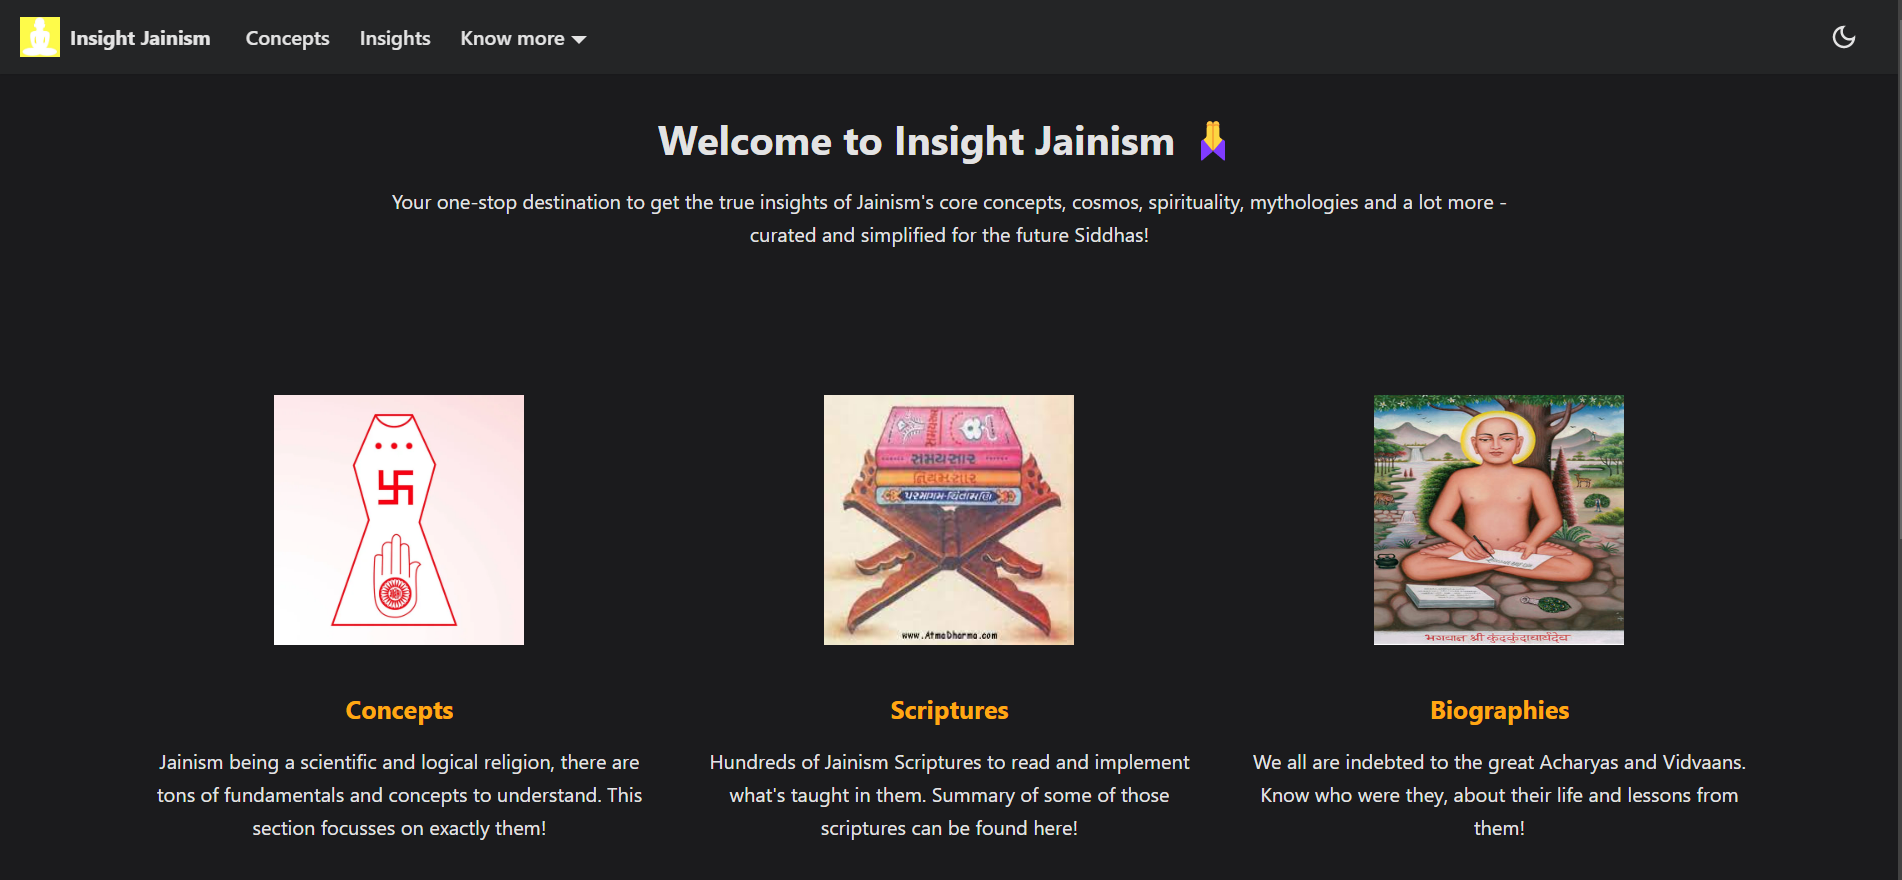 Insight Jainism
Concepts
Insights
Know more
Welcome to Insight Jainism 🙏
Your one-stop destination to get the true insights of Jainism's core concepts, cosmos, spirituality, mythologies and a lot more -
curated and simplified for the future Siddhas!
સમયસાર
સમયસાર
નિયમસાર
પરમાગમ-ચિંતામણિ
www.AtmaDharma.com
भगवान श्री कुंदकुंदाचार्यदेव
Concepts
Jainism being a scientific and logical religion, there are
tons of fundamentals and concepts to understand. This
section focusses on exactly them!
Scriptures
Hundreds of Jainism Scriptures to read and implement
what's taught in them. Summary of some of those
scriptures can be found here!
Biographies
We all are indebted to the great Acharyas and Vidvaans.
Know who were they, about their life and lessons from
them!